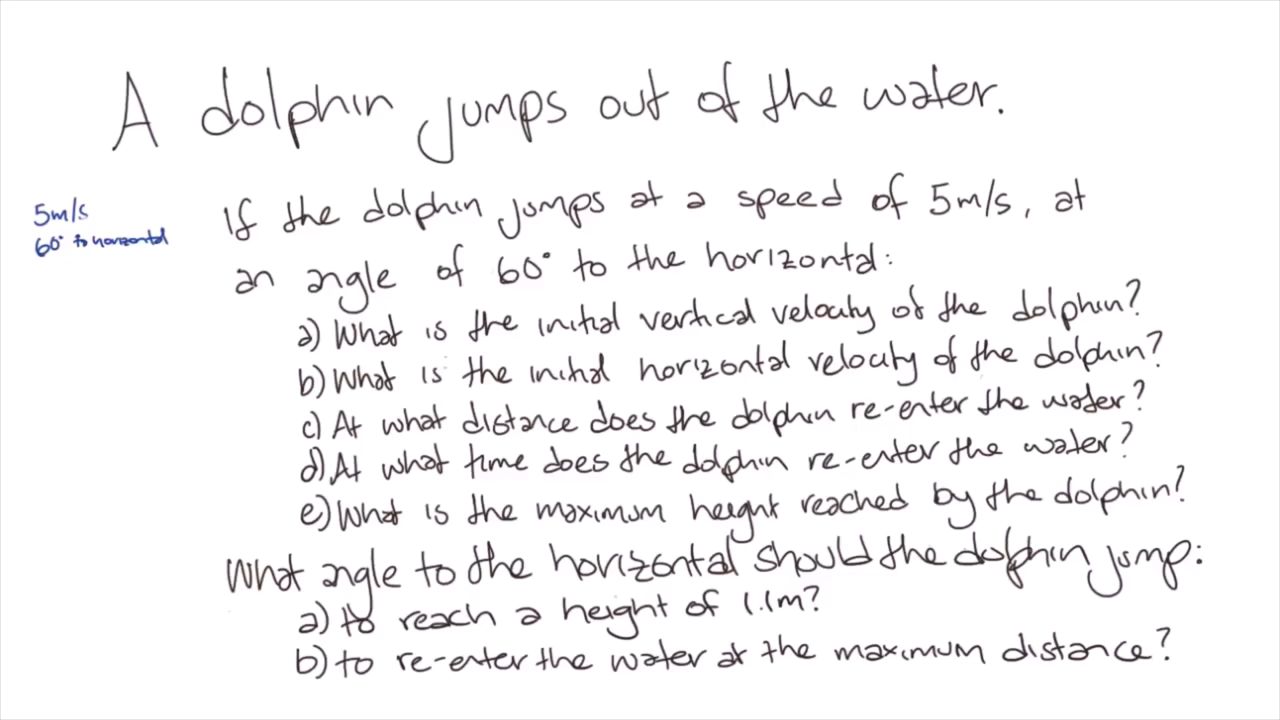 A dolphin jumps out of the water.
5m/s
60° to horizontal
If the dolphin jumps at a speed of 5m/s, at
an angle of 60° to the horizontal:
a) What is the initial vertical velocity of the dolphin?
b) What is the initial horizontal velocity of the dolphin?
c) At what distance does the dolphin re-enter the water?
d) At what time does the dolphin re-enter the water?
e) What is the maximum height reached by the dolphin?
What angle to the horizontal should the dolphin jump:
a) to reach a height of 1.1m?
b) to re-enter the water at the maximum distance?